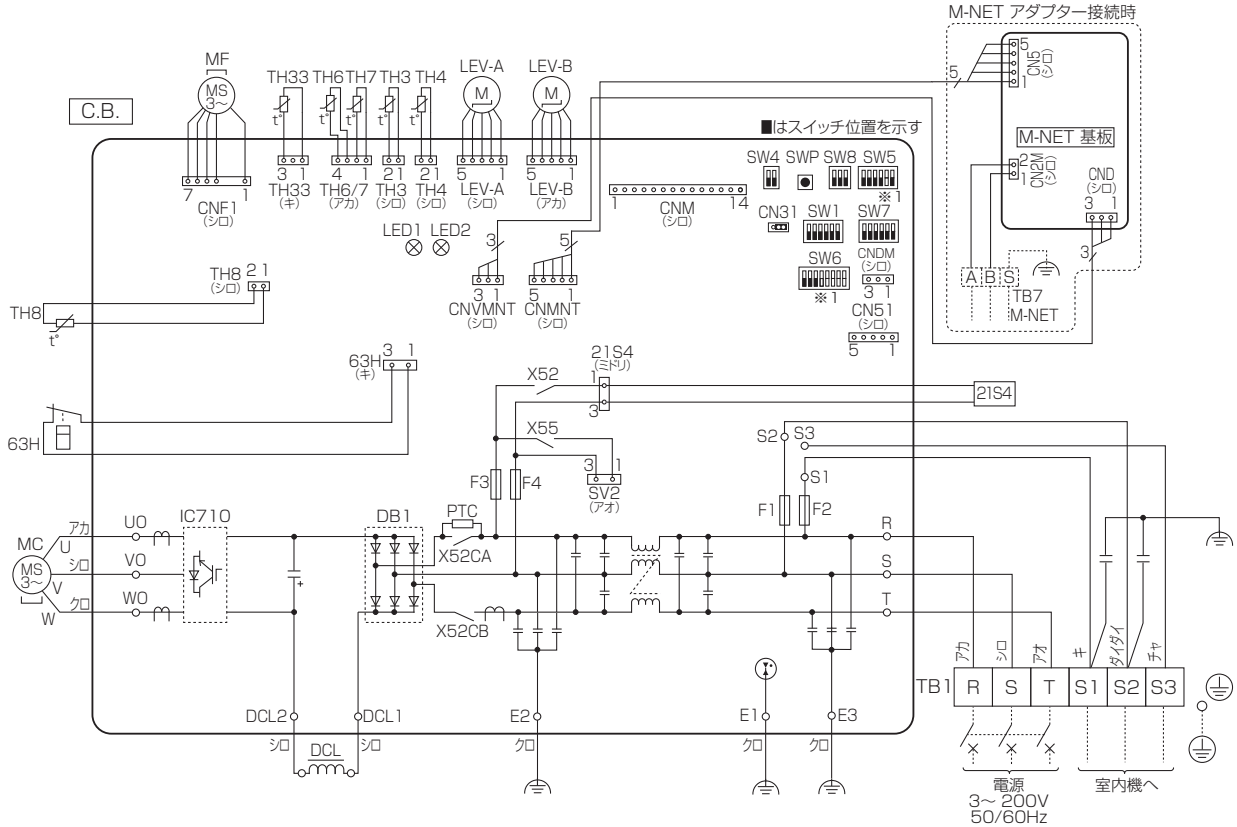 M-NET アダプター接続時
5
CN5
(シロ)
1
5
M-NET 基板
2
1
CN2M
(シロ)
CND
(シロ)
3 1
3
A B S
TB7
M-NET
C.B.
MF
MS
3~
7 1
CNF1
(シロ)
TH33
t°
3 1
TH33
(キ)
TH6 TH7
t° t°
4 1
TH6/7
(アカ)
TH3
t°
2 1
TH3
(シロ)
TH4
t°
2 1
TH4
(シロ)
LEV-A
M
5 1
LEV-A
(シロ)
LEV-B
M
5 1
LEV-B
(アカ)
■はスイッチ位置を示す
SW4 SWP SW8 SW5
※1
1 14
CNM
(シロ)
CN31 SW1 SW7
SW6
※1
CNDM
(シロ)
3 1
CN51
(シロ)
5 1
LED1 LED2
3
3 1
CNVMNT
(シロ)
5
5 1
CNMNT
(シロ)
TH8
(シロ)
2 1
TH8
t°
63H
(キ)
3 1
63H
X52
21S4
(ミドリ)
1
3
21S4
X55
3 1
SV2
(アオ)
F3 F4
S2 S3
S1
F1 F2
MC
MS
3~
アカ
U
シロ
V
クロ
W
UO
VO
WO
IC710
+
DB1
PTC
X52CA
X52CB
R
S
T
DCL2 DCL1
シロ シロ
DCL
E2
クロ
E1
クロ
E3
クロ
アカ シロ アオ キ ダイダイ チャ
TB1 R S T S1 S2 S3
電源
3~ 200V
50/60Hz
室内機へ